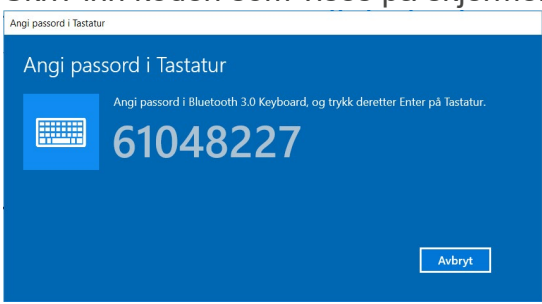 Angi passord i Tastatur
Angi passord i Tastatur
Angi passord i Bluetooth 3.0 Keyboard, og trykk deretter Enter på Tastatur.
61048227
Avbryt